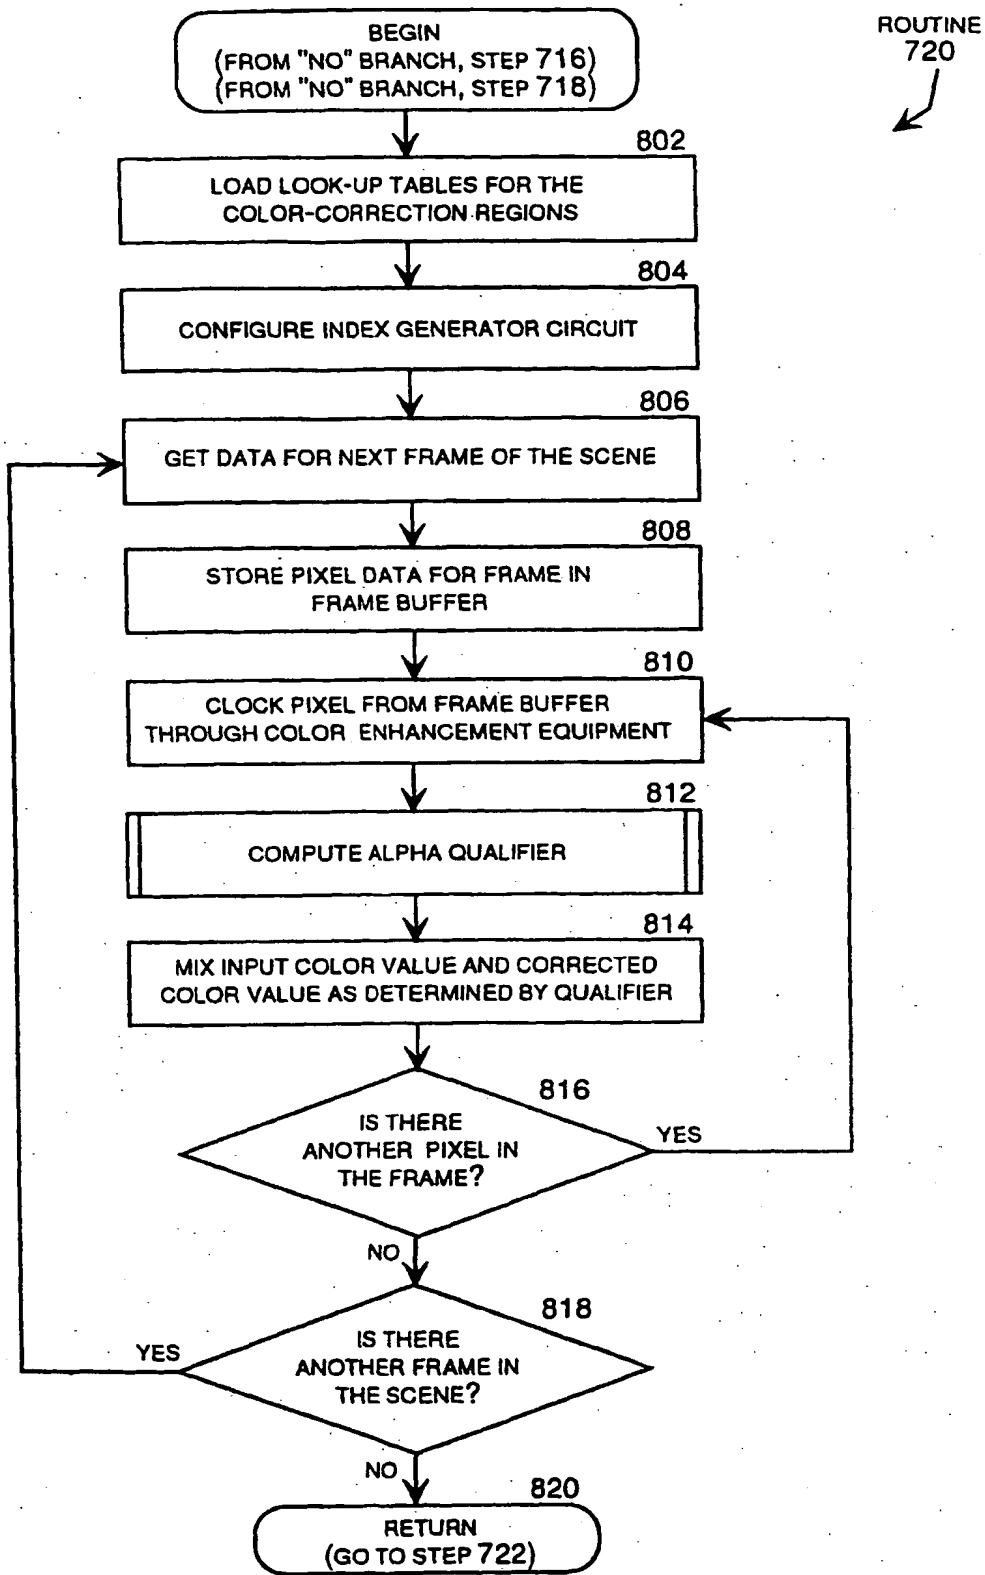 BEGIN
(FROM "NO" BRANCH, STEP 716)
(FROM "NO" BRANCH, STEP 718)
ROUTINE
720
802
LOAD LOOK-UP TABLES FOR THE
COLOR-CORRECTION REGIONS
804
CONFIGURE INDEX GENERATOR CIRCUIT
806
GET DATA FOR NEXT FRAME OF THE SCENE
808
STORE PIXEL DATA FOR FRAME IN
FRAME BUFFER
810
CLOCK PIXEL FROM FRAME BUFFER
THROUGH COLOR ENHANCEMENT EQUIPMENT
812
COMPUTE ALPHA QUALIFIER
814
MIX INPUT COLOR VALUE AND CORRECTED
COLOR VALUE AS DETERMINED BY QUALIFIER
816
IS THERE
ANOTHER PIXEL IN
THE FRAME?
YES
NO
818
IS THERE
ANOTHER FRAME IN
THE SCENE?
YES
NO
820
RETURN
(GO TO STEP 722)